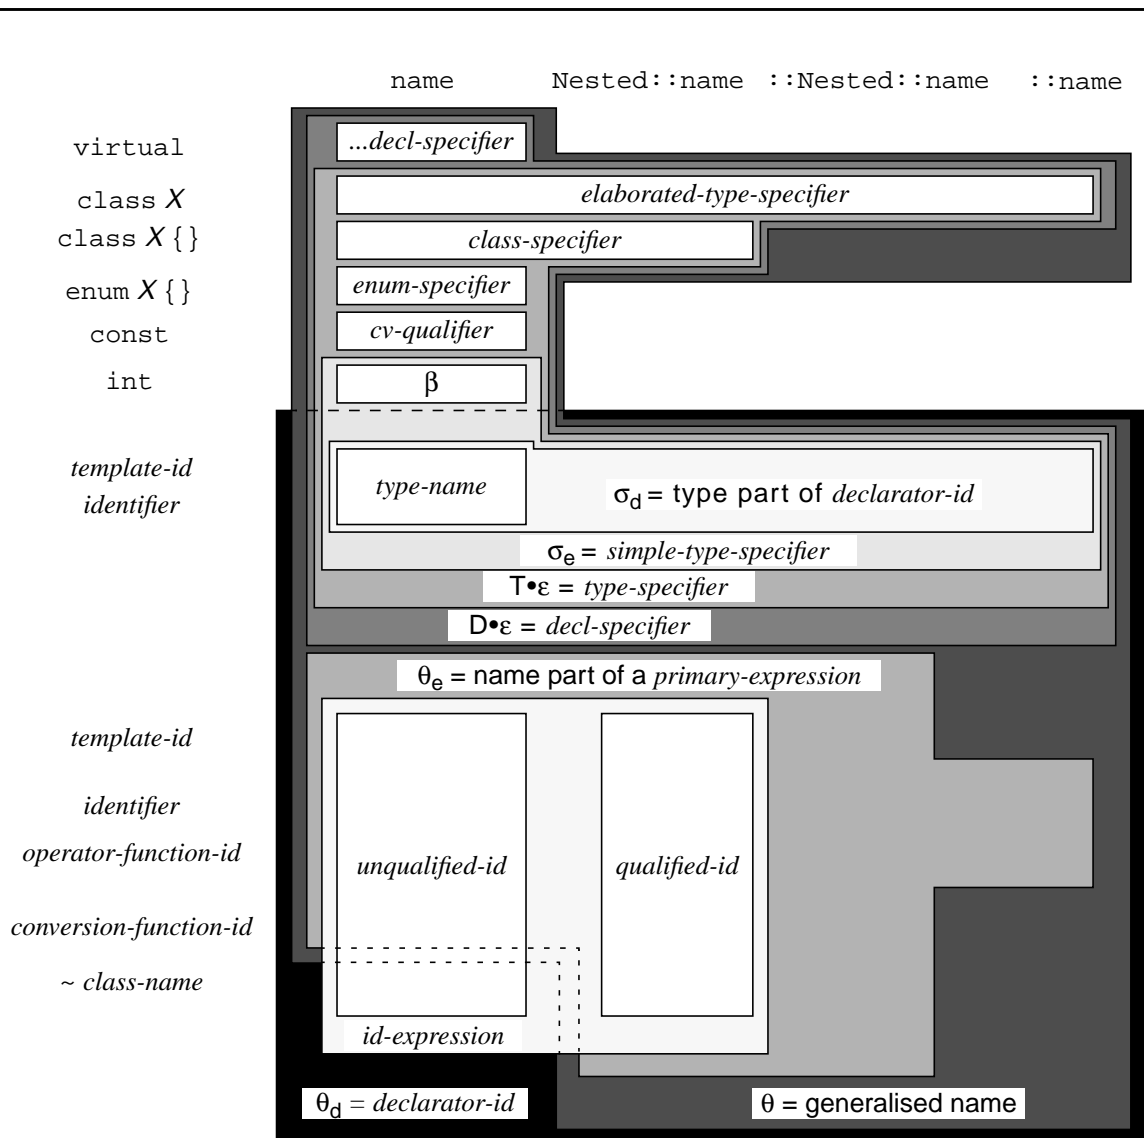 name Nested::name ::Nested::name ::name
virtual ...decl-specifier
class X elaborated-type-specifier
class X {} class-specifier
enum X {} enum-specifier
const cv-qualifier
int β
template-id
identifier
type-name σd = type part of declarator-id
σe = simple-type-specifier
T•ε = type-specifier
D•ε = decl-specifier
θe = name part of a primary-expression
template-id
identifier
operator-function-id
unqualified-id qualified-id
conversion-function-id
~ class-name
id-expression
θd = declarator-id θ = generalised name